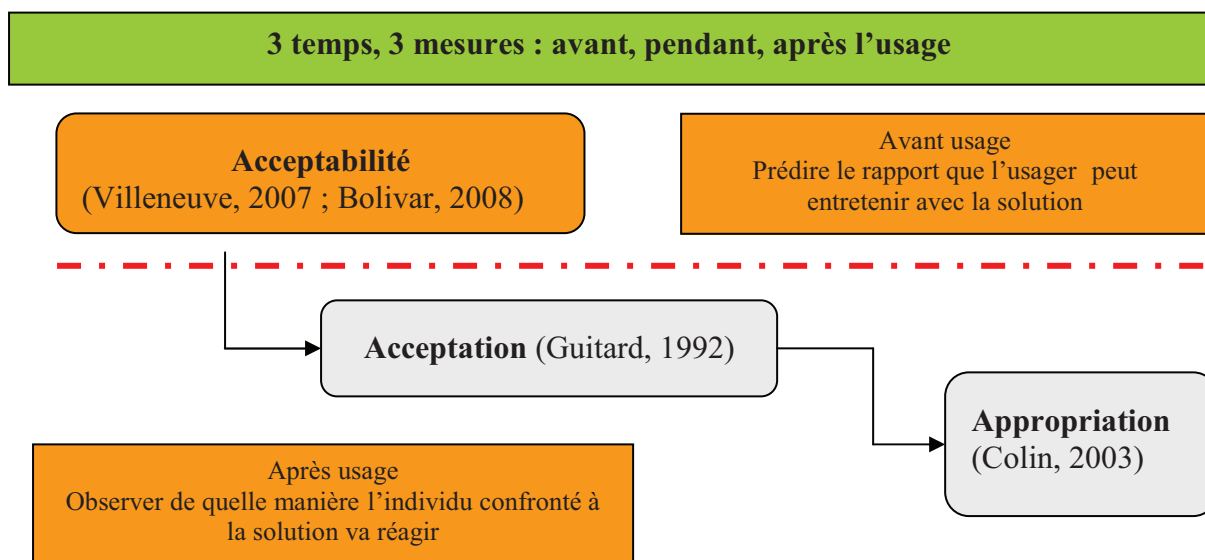 3 temps, 3 mesures : avant, pendant, après l’usage
Acceptabilité
(Villeneuve, 2007 ; Bolivar, 2008)
Avant usage
Prédire le rapport que l’usager peut
entretenir avec la solution
Acceptation (Guitard, 1992)
Appropriation
(Colin, 2003)
Après usage
Observer de quelle manière l’individu confronté à
la solution va réagir